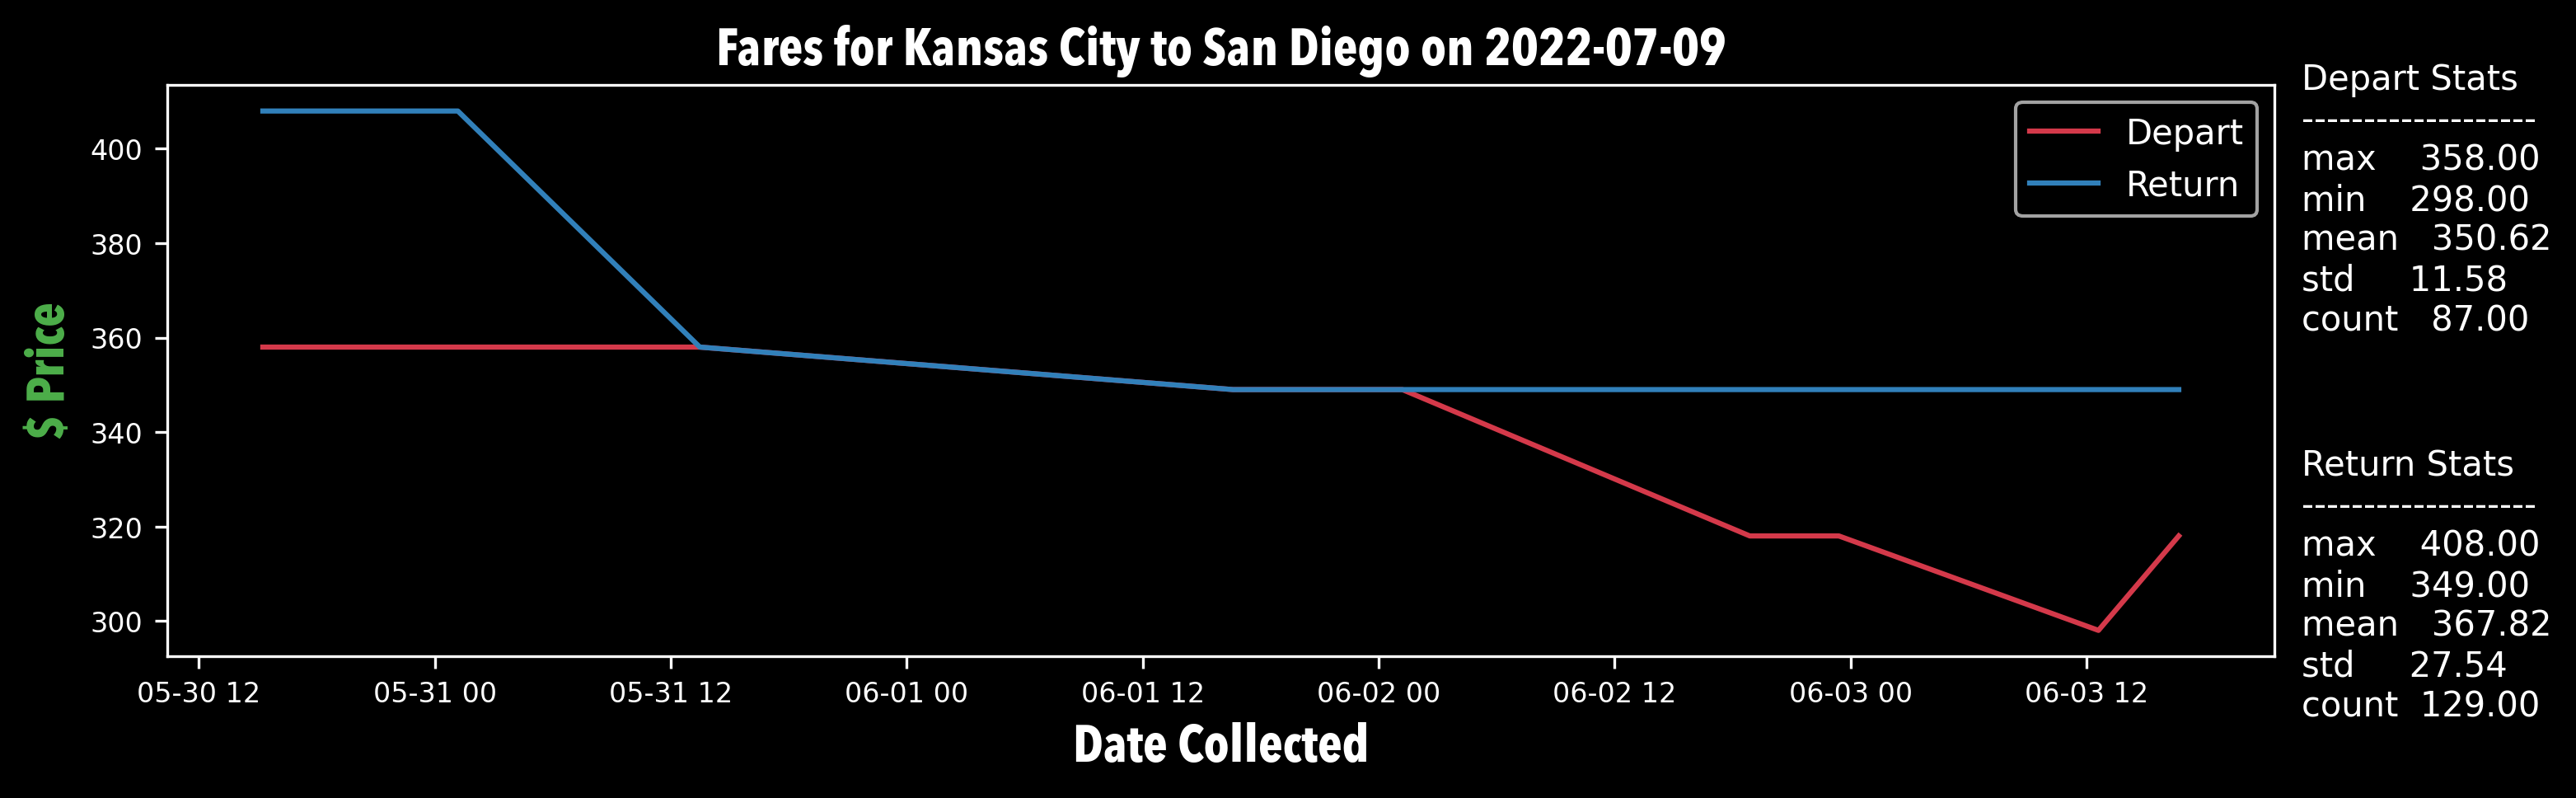 Fares for Kansas City to San Diego on 2022-07-09
$ Price
400
380
360
340
320
300
05-30 12
05-31 00
05-31 12
06-01 00
06-01 12
06-02 00
06-02 12
06-03 00
06-03 12
Date Collected
Depart
Return
Depart Stats
-------------------
max 358.00
min 298.00
mean 350.62
std 11.58
count 87.00
Return Stats
-------------------
max 408.00
min 349.00
mean 367.82
std 27.54
count 129.00